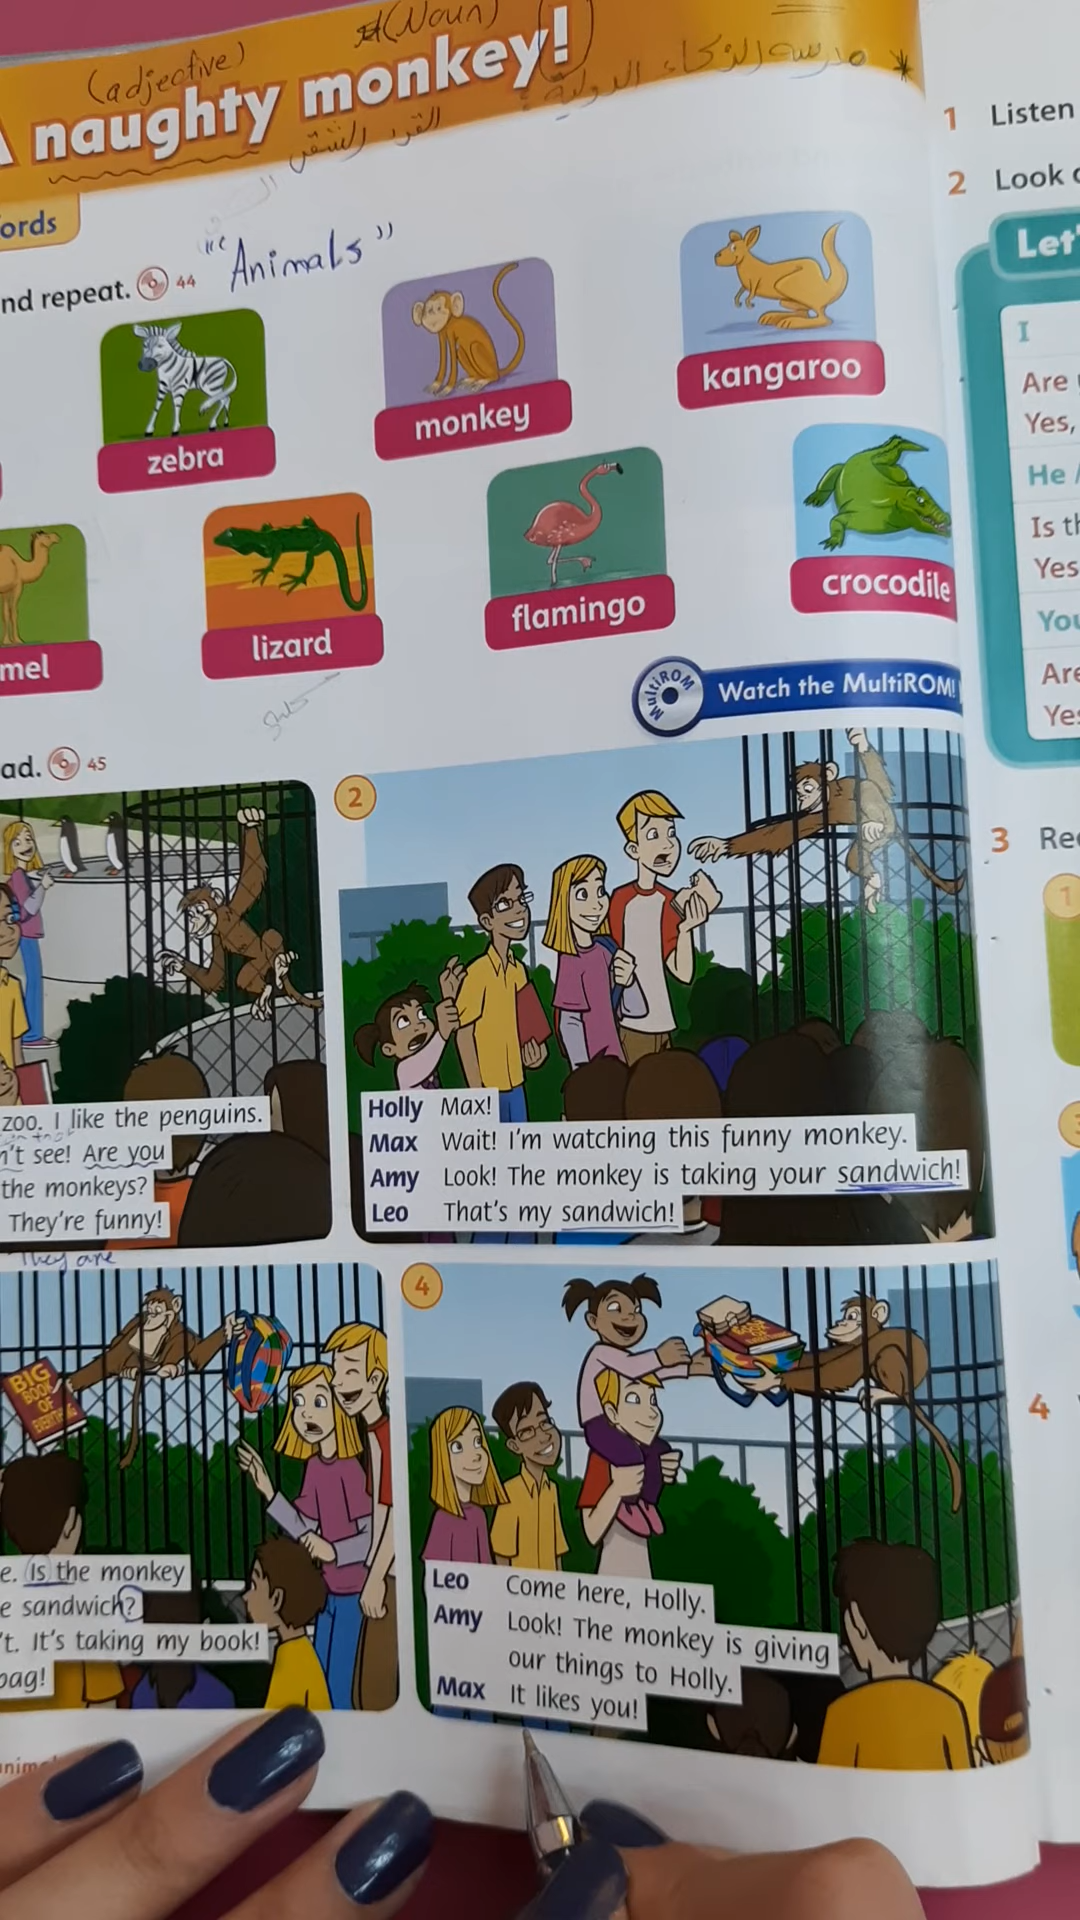 (adjective)
(Noun)
A naughty monkey!
مدرسة الزكاء الدولية
القرد الشقي
ords
"Animals"
nd repeat. 44
zebra
monkey
kangaroo
mel
lizard
flamingo
crocodile
MultiROM
Watch the MultiROM!
ad. 45
zoo. I like the penguins.
n't see! Are you
the monkeys?
They're funny!
They are
2
Holly Max!
Max Wait! I'm watching this funny monkey.
Amy Look! The monkey is taking your sandwich!
Leo That's my sandwich!
BIG
BOOK
OF
EVERYTHING
e. Is the monkey
e sandwich?
't. It's taking my book!
bag!
4
Leo Come here, Holly.
Amy Look! The monkey is giving
our things to Holly.
Max It likes you!
1 Listen
2 Look
Let'
I
Are
Yes,
He /
Is th
Yes
You
Are
Yes
3 Re
1
4